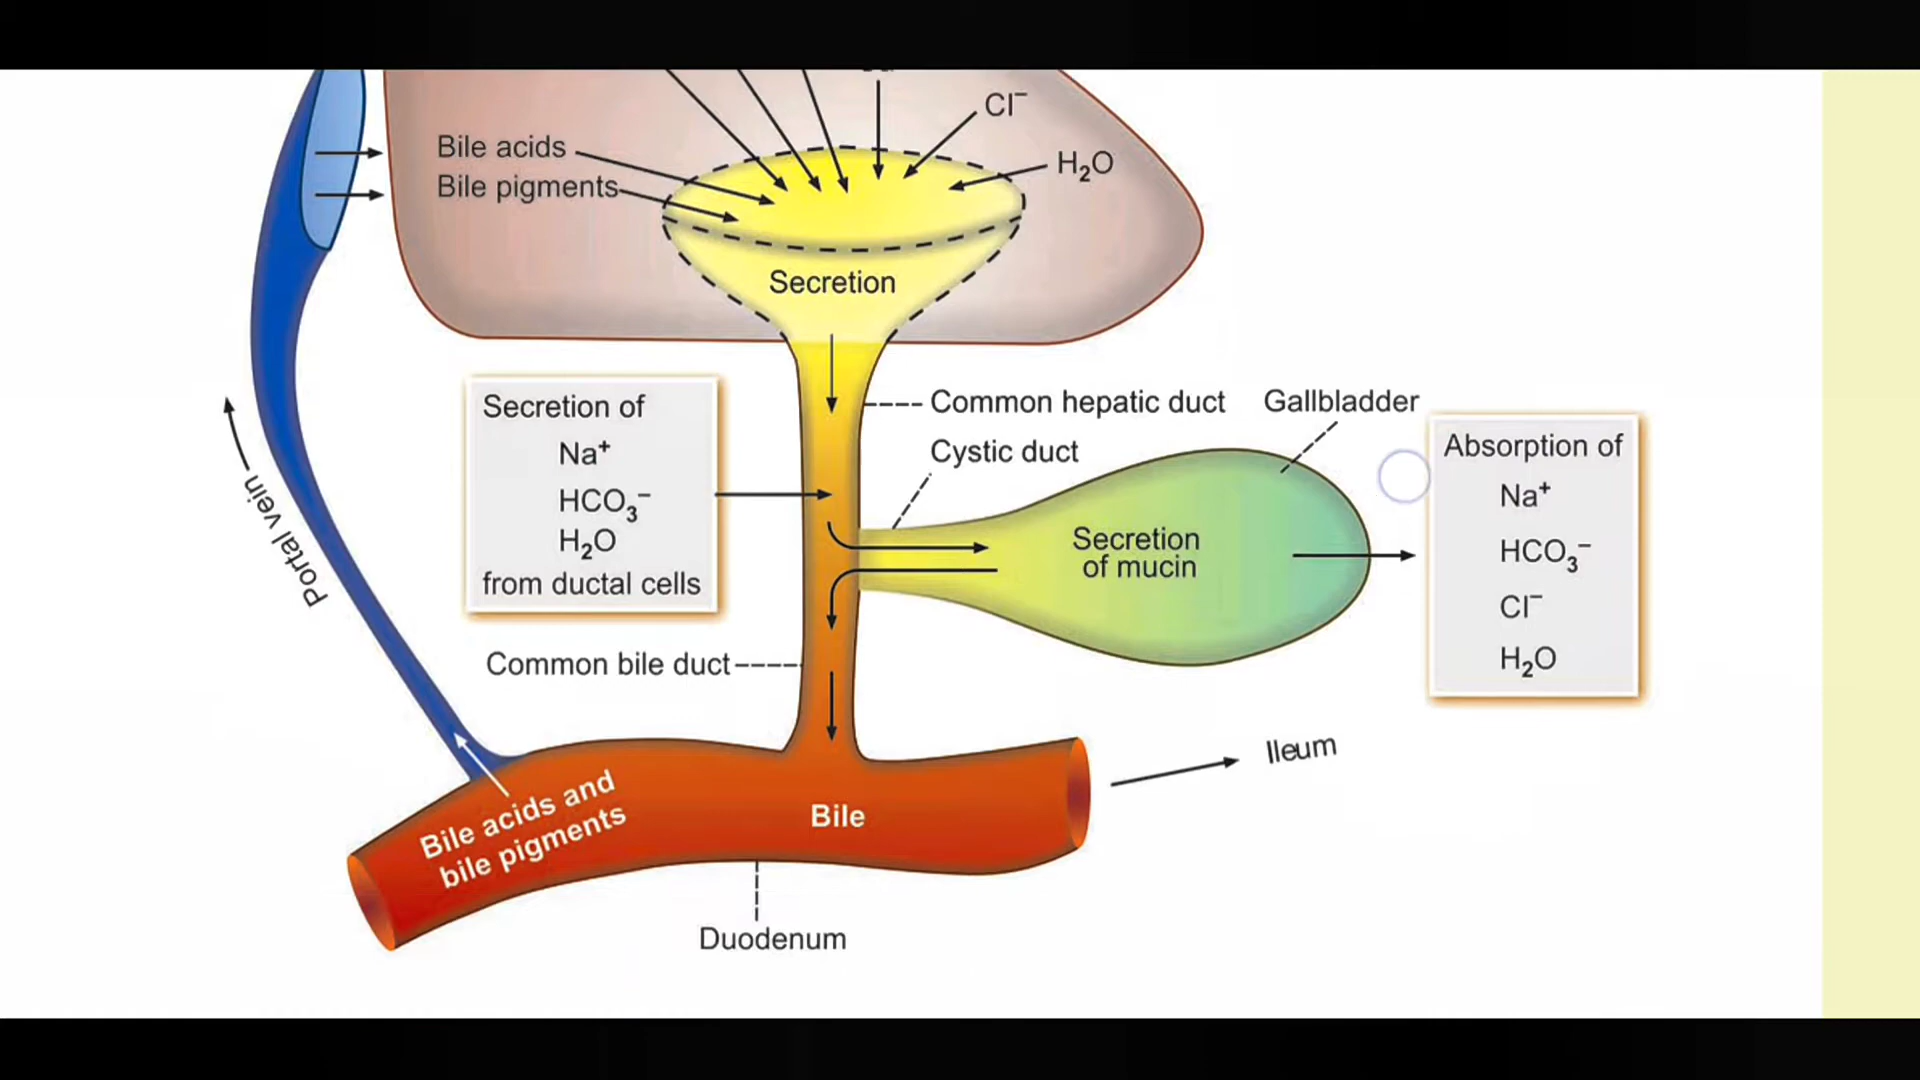 Cl⁻
Bile acids
H₂O
Bile pigments
Secretion
Secretion of
Na⁺
HCO₃⁻
H₂O
from ductal cells
Common hepatic duct
Gallbladder
Cystic duct
Absorption of
Na⁺
HCO₃⁻
Cl⁻
H₂O
Secretion
of mucin
Portal vein
Common bile duct
Ileum
Bile acids and
bile pigments
Bile
Duodenum